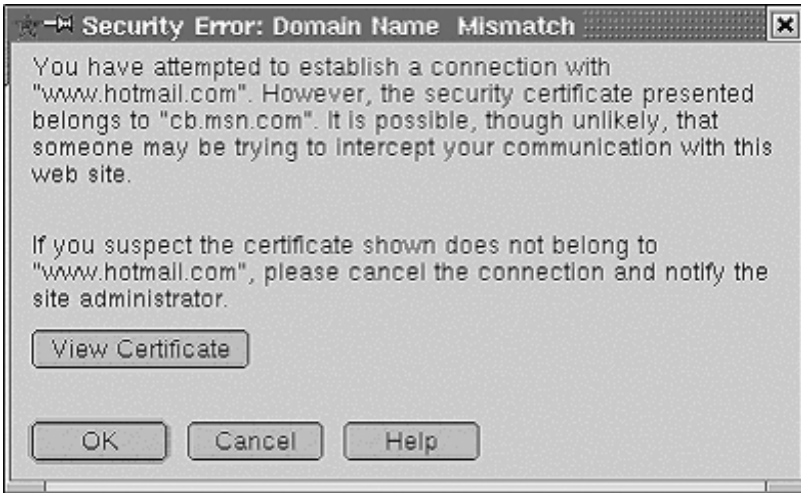 Security Error: Domain Name Mismatch
You have attempted to establish a connection with
"www.hotmail.com". However, the security certificate presented
belongs to "cb.msn.com". It is possible, though unlikely, that
someone may be trying to intercept your communication with this
web site.
If you suspect the certificate shown does not belong to
"www.hotmail.com", please cancel the connection and notify the
site administrator.
View Certificate
OK
Cancel
Help